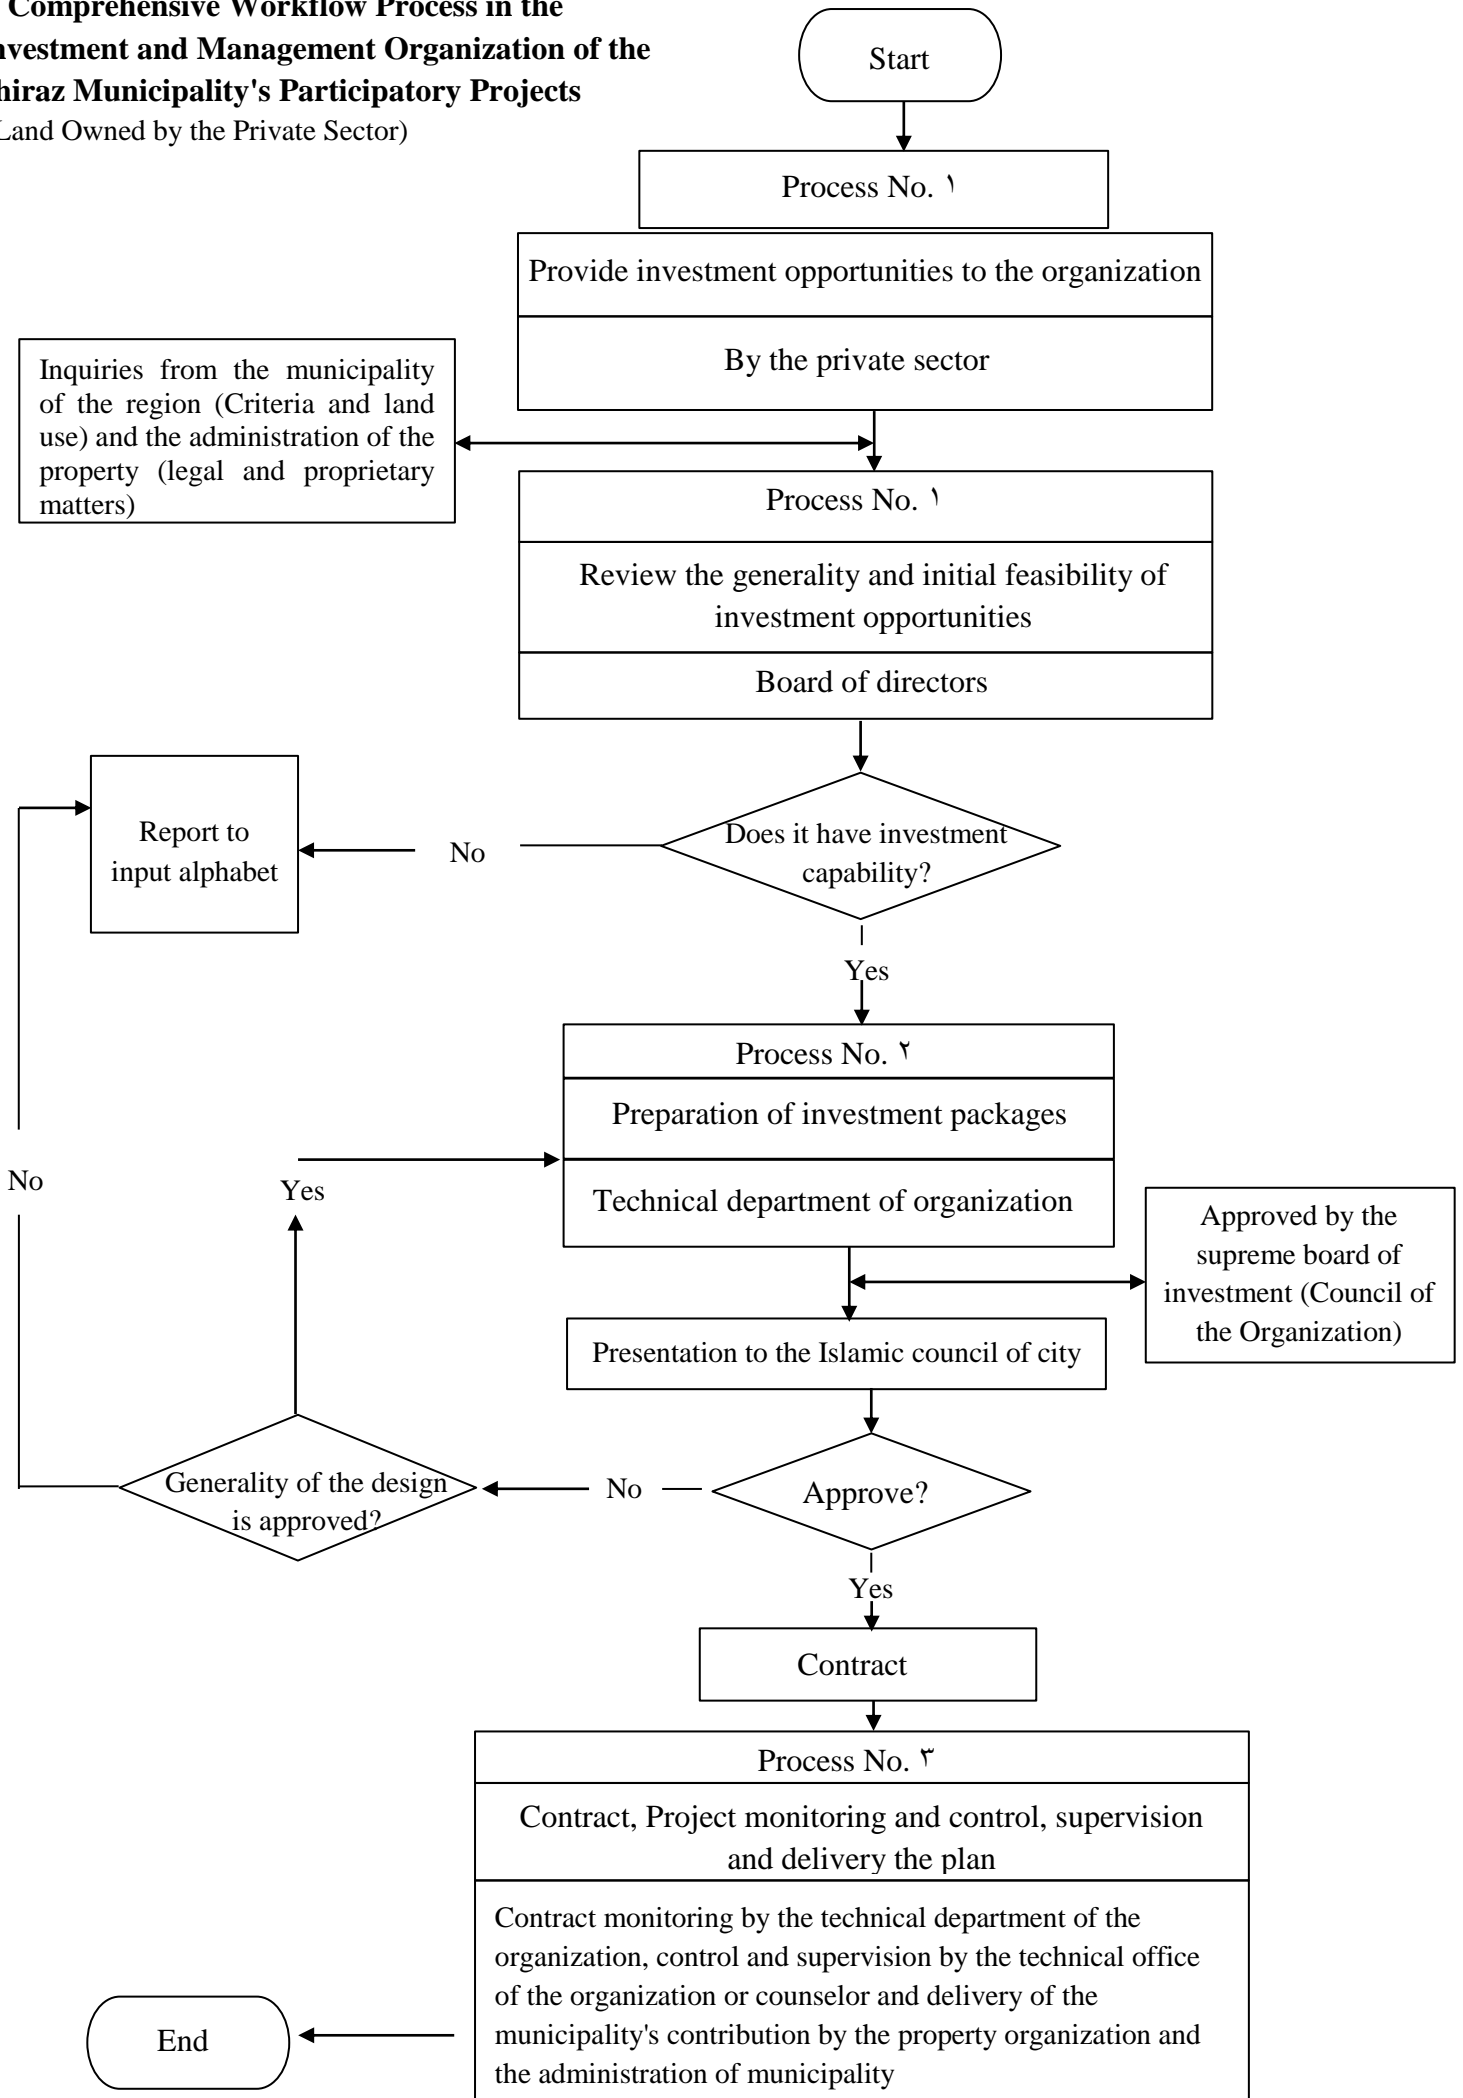 Comprehensive Workflow Process in the
nvestment and Management Organization of the
hiraz Municipality's Participatory Projects
Land Owned by the Private Sector)
Start
Process No. ۱
Provide investment opportunities to the organization
By the private sector
Inquiries from the municipality
of the region (Criteria and land
use) and the administration of the
property (legal and proprietary
matters)
Process No. ۱
Review the generality and initial feasibility of
investment opportunities
Board of directors
Report to
input alphabet
No
Does it have investment
capability?
Yes
Process No. ۲
Preparation of investment packages
Technical department of organization
No
Yes
Approved by the
supreme board of
investment (Council of
the Organization)
Presentation to the Islamic council of city
Generality of the design
is approved?
No
Approve?
Yes
Contract
Process No. ۳
Contract, Project monitoring and control, supervision
and delivery the plan
Contract monitoring by the technical department of the
organization, control and supervision by the technical office
of the organization or counselor and delivery of the
municipality's contribution by the property organization and
the administration of municipality
End